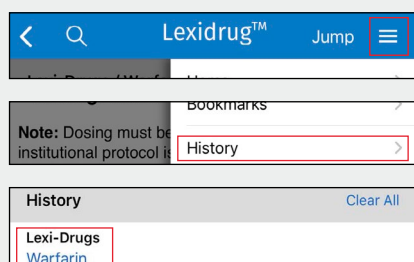 Lexidrug™ Jump
Bookmarks
Note: Dosing must be
institutional protocol is
History
History Clear All
Lexi-Drugs
Warfarin